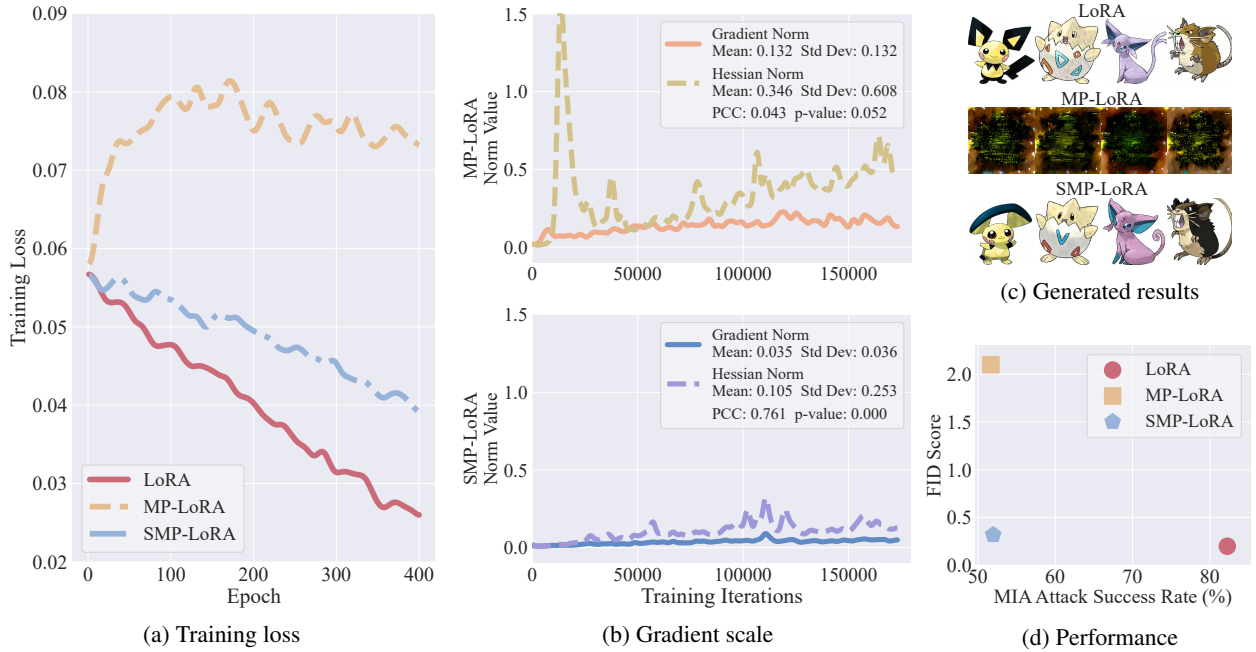 0.09
0.08
0.07
0.06
0.05
0.04
0.03
0.02
Training Loss
LoRA
MP-LoRA
SMP-LoRA
0 100 200 300 400
Epoch
(a) Training loss
MP-LoRA
Norm Value
1.5
1.0
0.5
0.0
Gradient Norm
Mean: 0.132 Std Dev: 0.132
Hessian Norm
Mean: 0.346 Std Dev: 0.608
PCC: 0.043 p-value: 0.052
0 50000 100000 150000
SMP-LoRA
Norm Value
1.5
1.0
0.5
0.0
Gradient Norm
Mean: 0.035 Std Dev: 0.036
Hessian Norm
Mean: 0.105 Std Dev: 0.253
PCC: 0.761 p-value: 0.000
0 50000 100000 150000
Training Iterations
(b) Gradient scale
LoRA
MP-LoRA
SMP-LoRA
(c) Generated results
FID Score
2.0
1.5
1.0
0.5
0.0
LoRA
MP-LoRA
SMP-LoRA
50 60 70 80
MIA Attack Success Rate (%)
(d) Performance